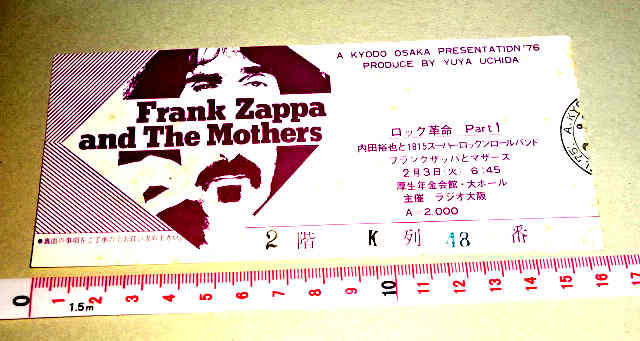 A KYODO OSAKA PRESENTATION '76
PRODUCE BY YUYA UCHIDA
Frank Zappa
and The Mothers
ロック革命 Part 1
内田裕也と1815スーパーロックンロールバンド
フランクザッパとマザーズ
2月3日(火) 6:45
厚生年金会館・大ホール
主催 ラジオ大阪
A 2,000
A.KYO
'75.
2 階 K 列 48 番
0 1 2 3 4 5 6 7 8 9 10 11 12 13 14 15 16 17
1.5m